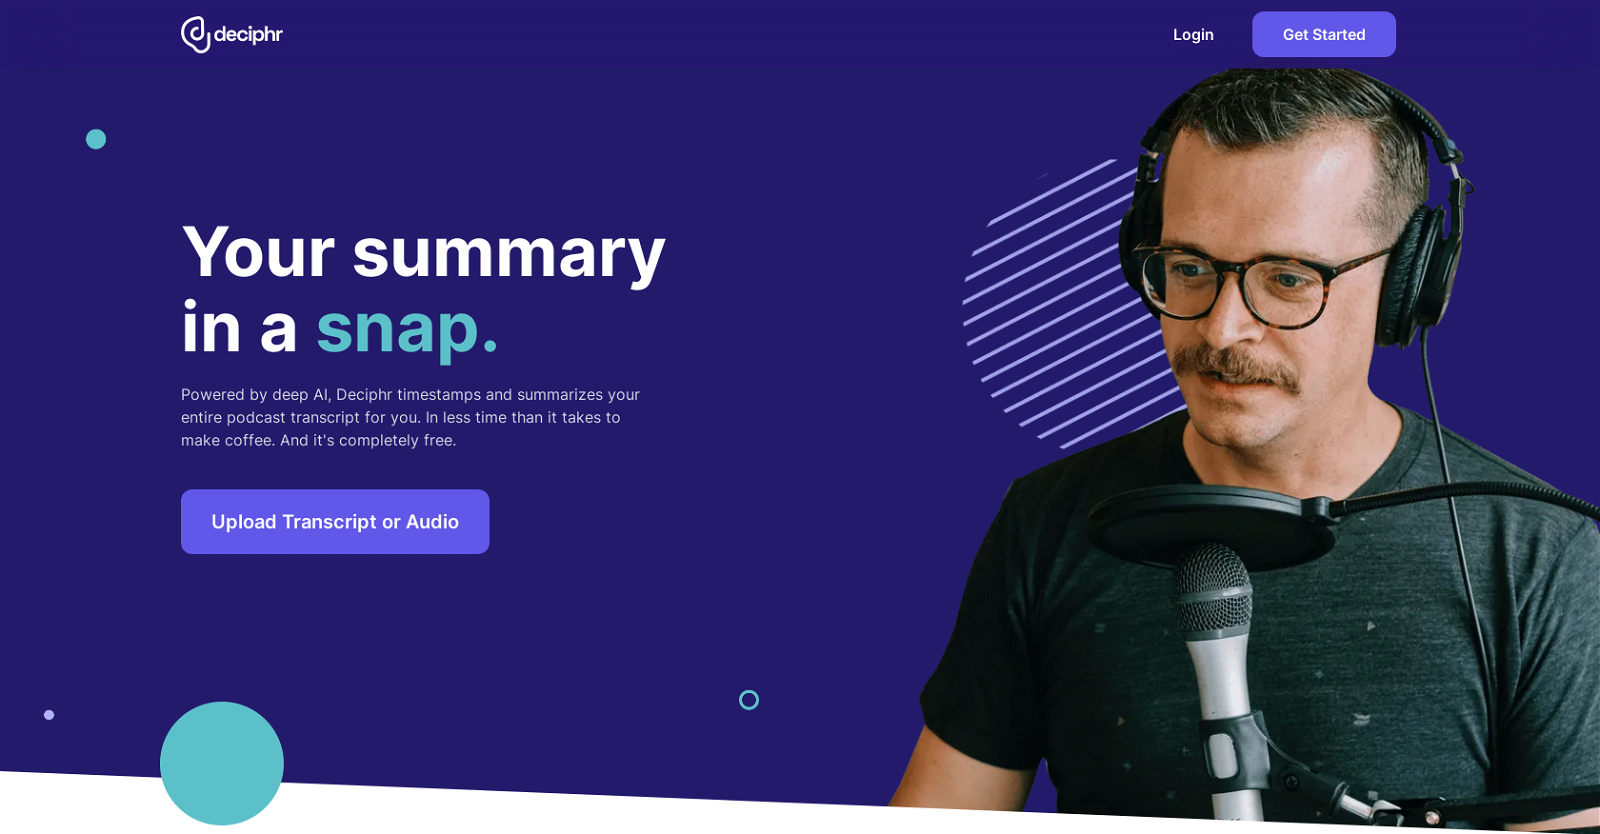 deciphr
Login
Get Started
Your summary
in a snap.
Powered by deep AI, Deciphr timestamps and summarizes your
entire podcast transcript for you. In less time than it takes to
make coffee. And it's completely free.
Upload Transcript or Audio